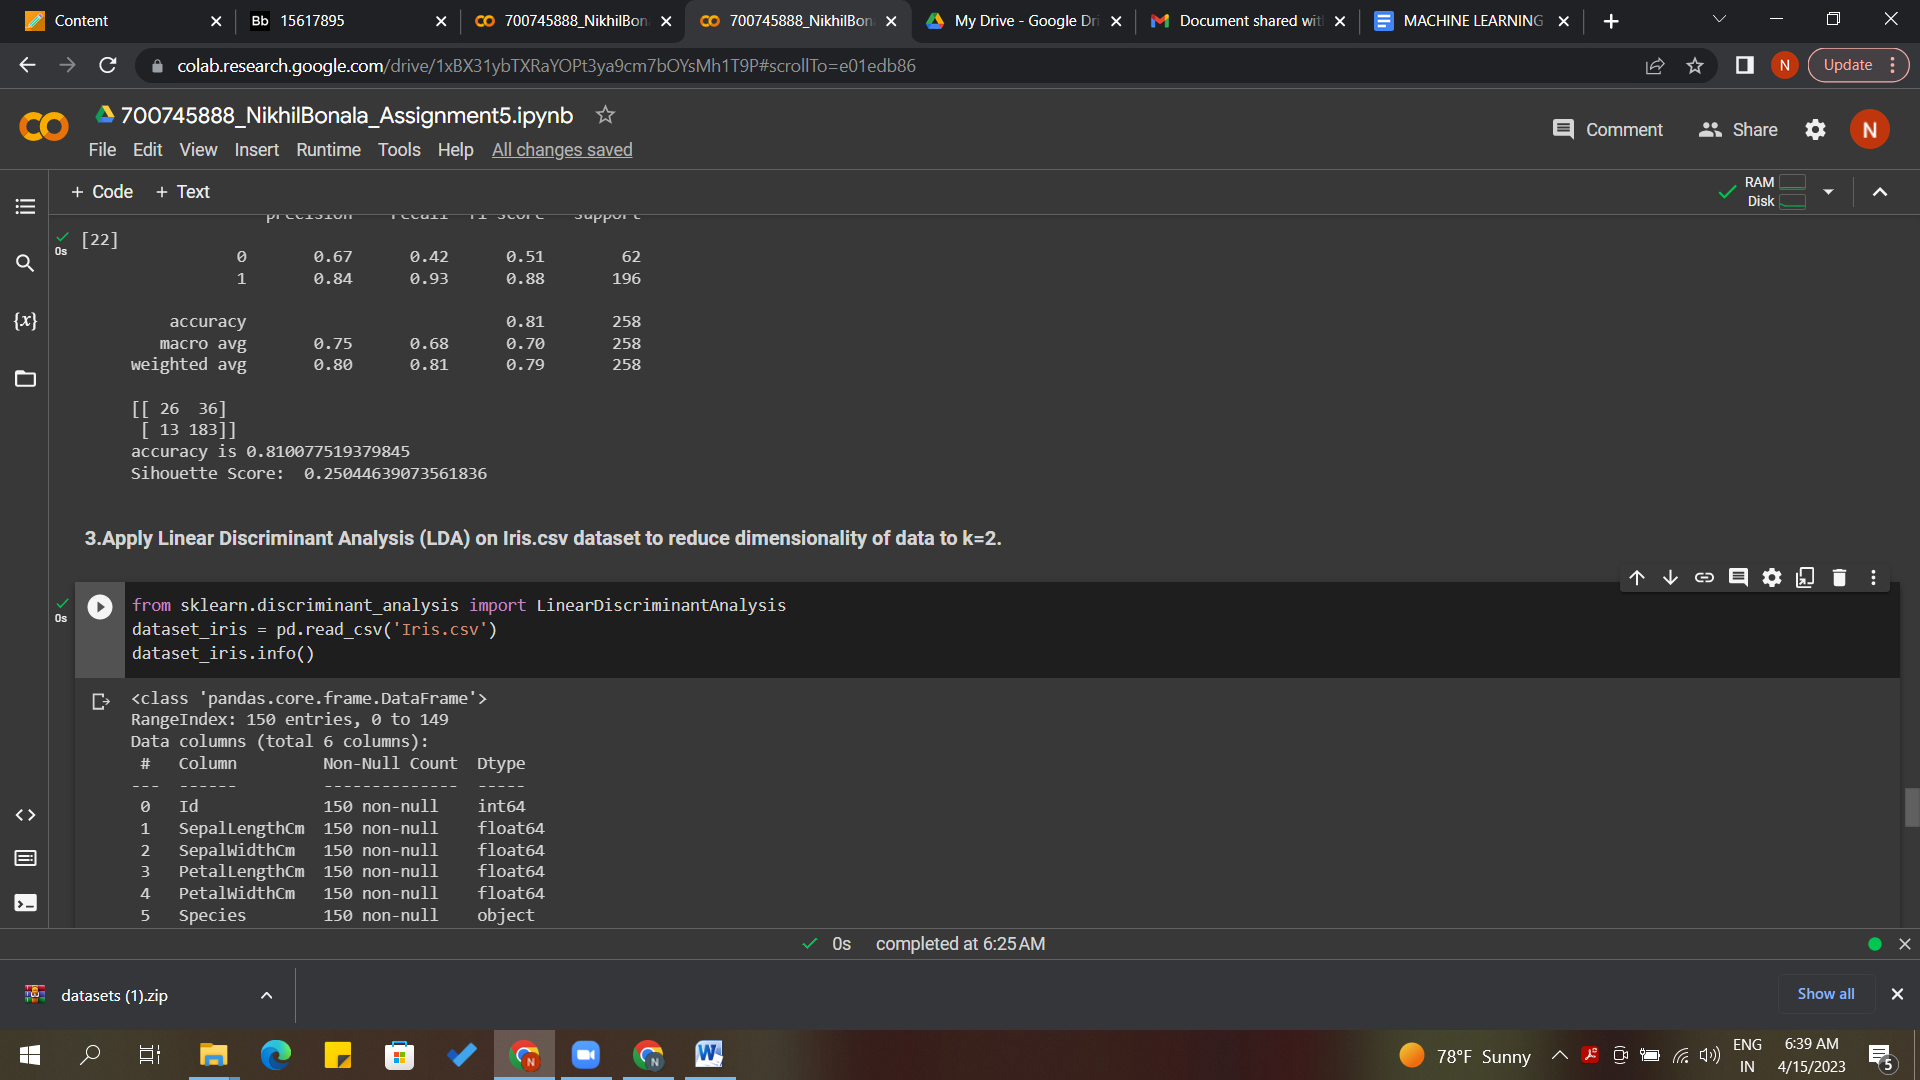 Content
Bb 15617895
700745888_NikhilBon
700745888_NikhilBon
My Drive - Google Dri
Document shared wit
MACHINE LEARNING
colab.research.google.com/drive/1xBX31ybTXRaYOPt3ya9cm7bOYsMh1T9P#scrollTo=e01edb86
N
Update
700745888_NikhilBonala_Assignment5.ipynb
Comment
Share
N
File Edit View Insert Runtime Tools Help All changes saved
+ Code + Text
RAM
Disk
precision recall f1-score support
[22]
0s
0 0.67 0.42 0.51 62
1 0.84 0.93 0.88 196
accuracy 0.81 258
macro avg 0.75 0.68 0.70 258
weighted avg 0.80 0.81 0.79 258
[[ 26 36]
[ 13 183]]
accuracy is 0.810077519379845
Sihouette Score: 0.25044639073561836
3.Apply Linear Discriminant Analysis (LDA) on Iris.csv dataset to reduce dimensionality of data to k=2.
0s
from sklearn.discriminant_analysis import LinearDiscriminantAnalysis
dataset_iris = pd.read_csv('Iris.csv')
dataset_iris.info()
<class 'pandas.core.frame.DataFrame'>
RangeIndex: 150 entries, 0 to 149
Data columns (total 6 columns):
# Column Non-Null Count Dtype
--- ------ -------------- -----
0 Id 150 non-null int64
1 SepalLengthCm 150 non-null float64
2 SepalWidthCm 150 non-null float64
3 PetalLengthCm 150 non-null float64
4 PetalWidthCm 150 non-null float64
5 Species 150 non-null object
0s completed at 6:25 AM
datasets (1).zip
Show all
78°F Sunny
ENG
IN
6:39 AM
4/15/2023
5